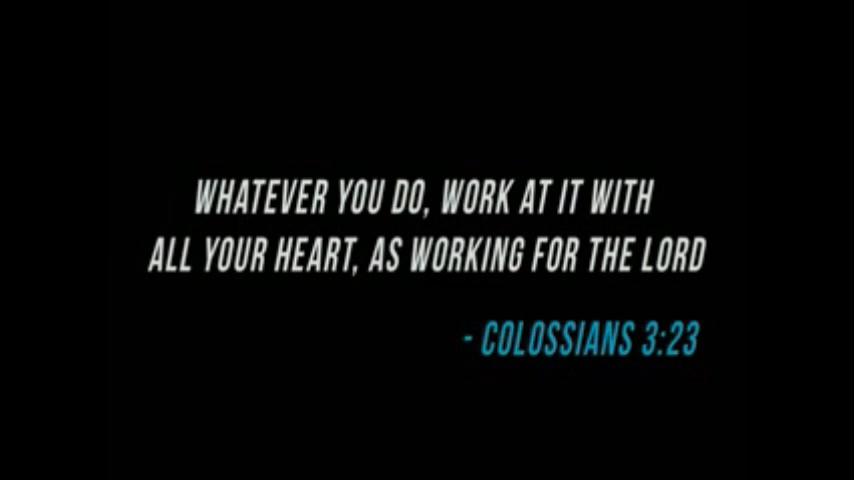 WHATEVER YOU DO, WORK AT IT WITH
ALL YOUR HEART, AS WORKING FOR THE LORD
- COLOSSIANS 3:23